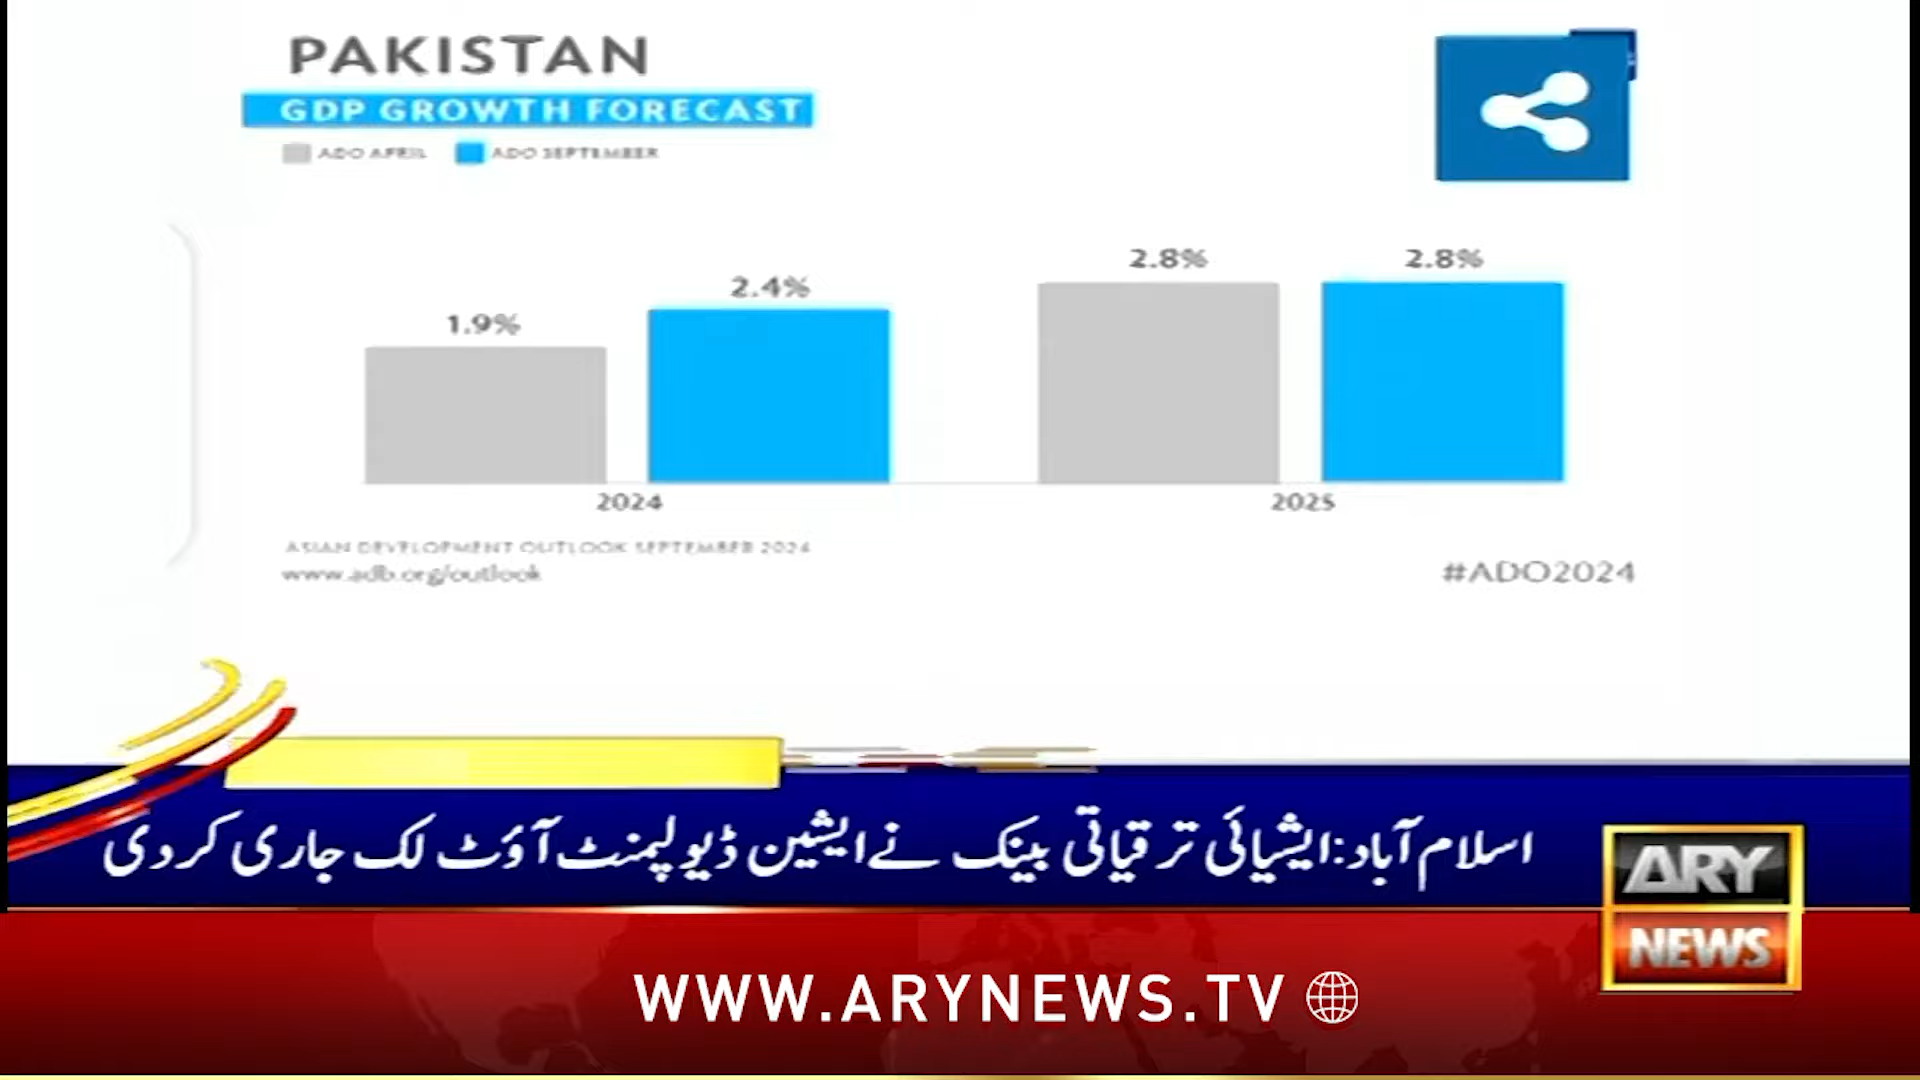 PAKISTAN
GDP GROWTH FORECAST
ADO APRIL ADO SEPTEMBER
1.9% 2.4% 2.8% 2.8%
2024 2025
ASIAN DEVELOPMENT OUTLOOK SEPTEMBER 2024
www.adb.org/outlook
#ADO2024
اسلام آباد:ایشیائی ترقیاتی بینک نے ایشین ڈیولپمنٹ آؤٹ لک جاری کردی
ARY
NEWS
WWW.ARYNEWS.TV